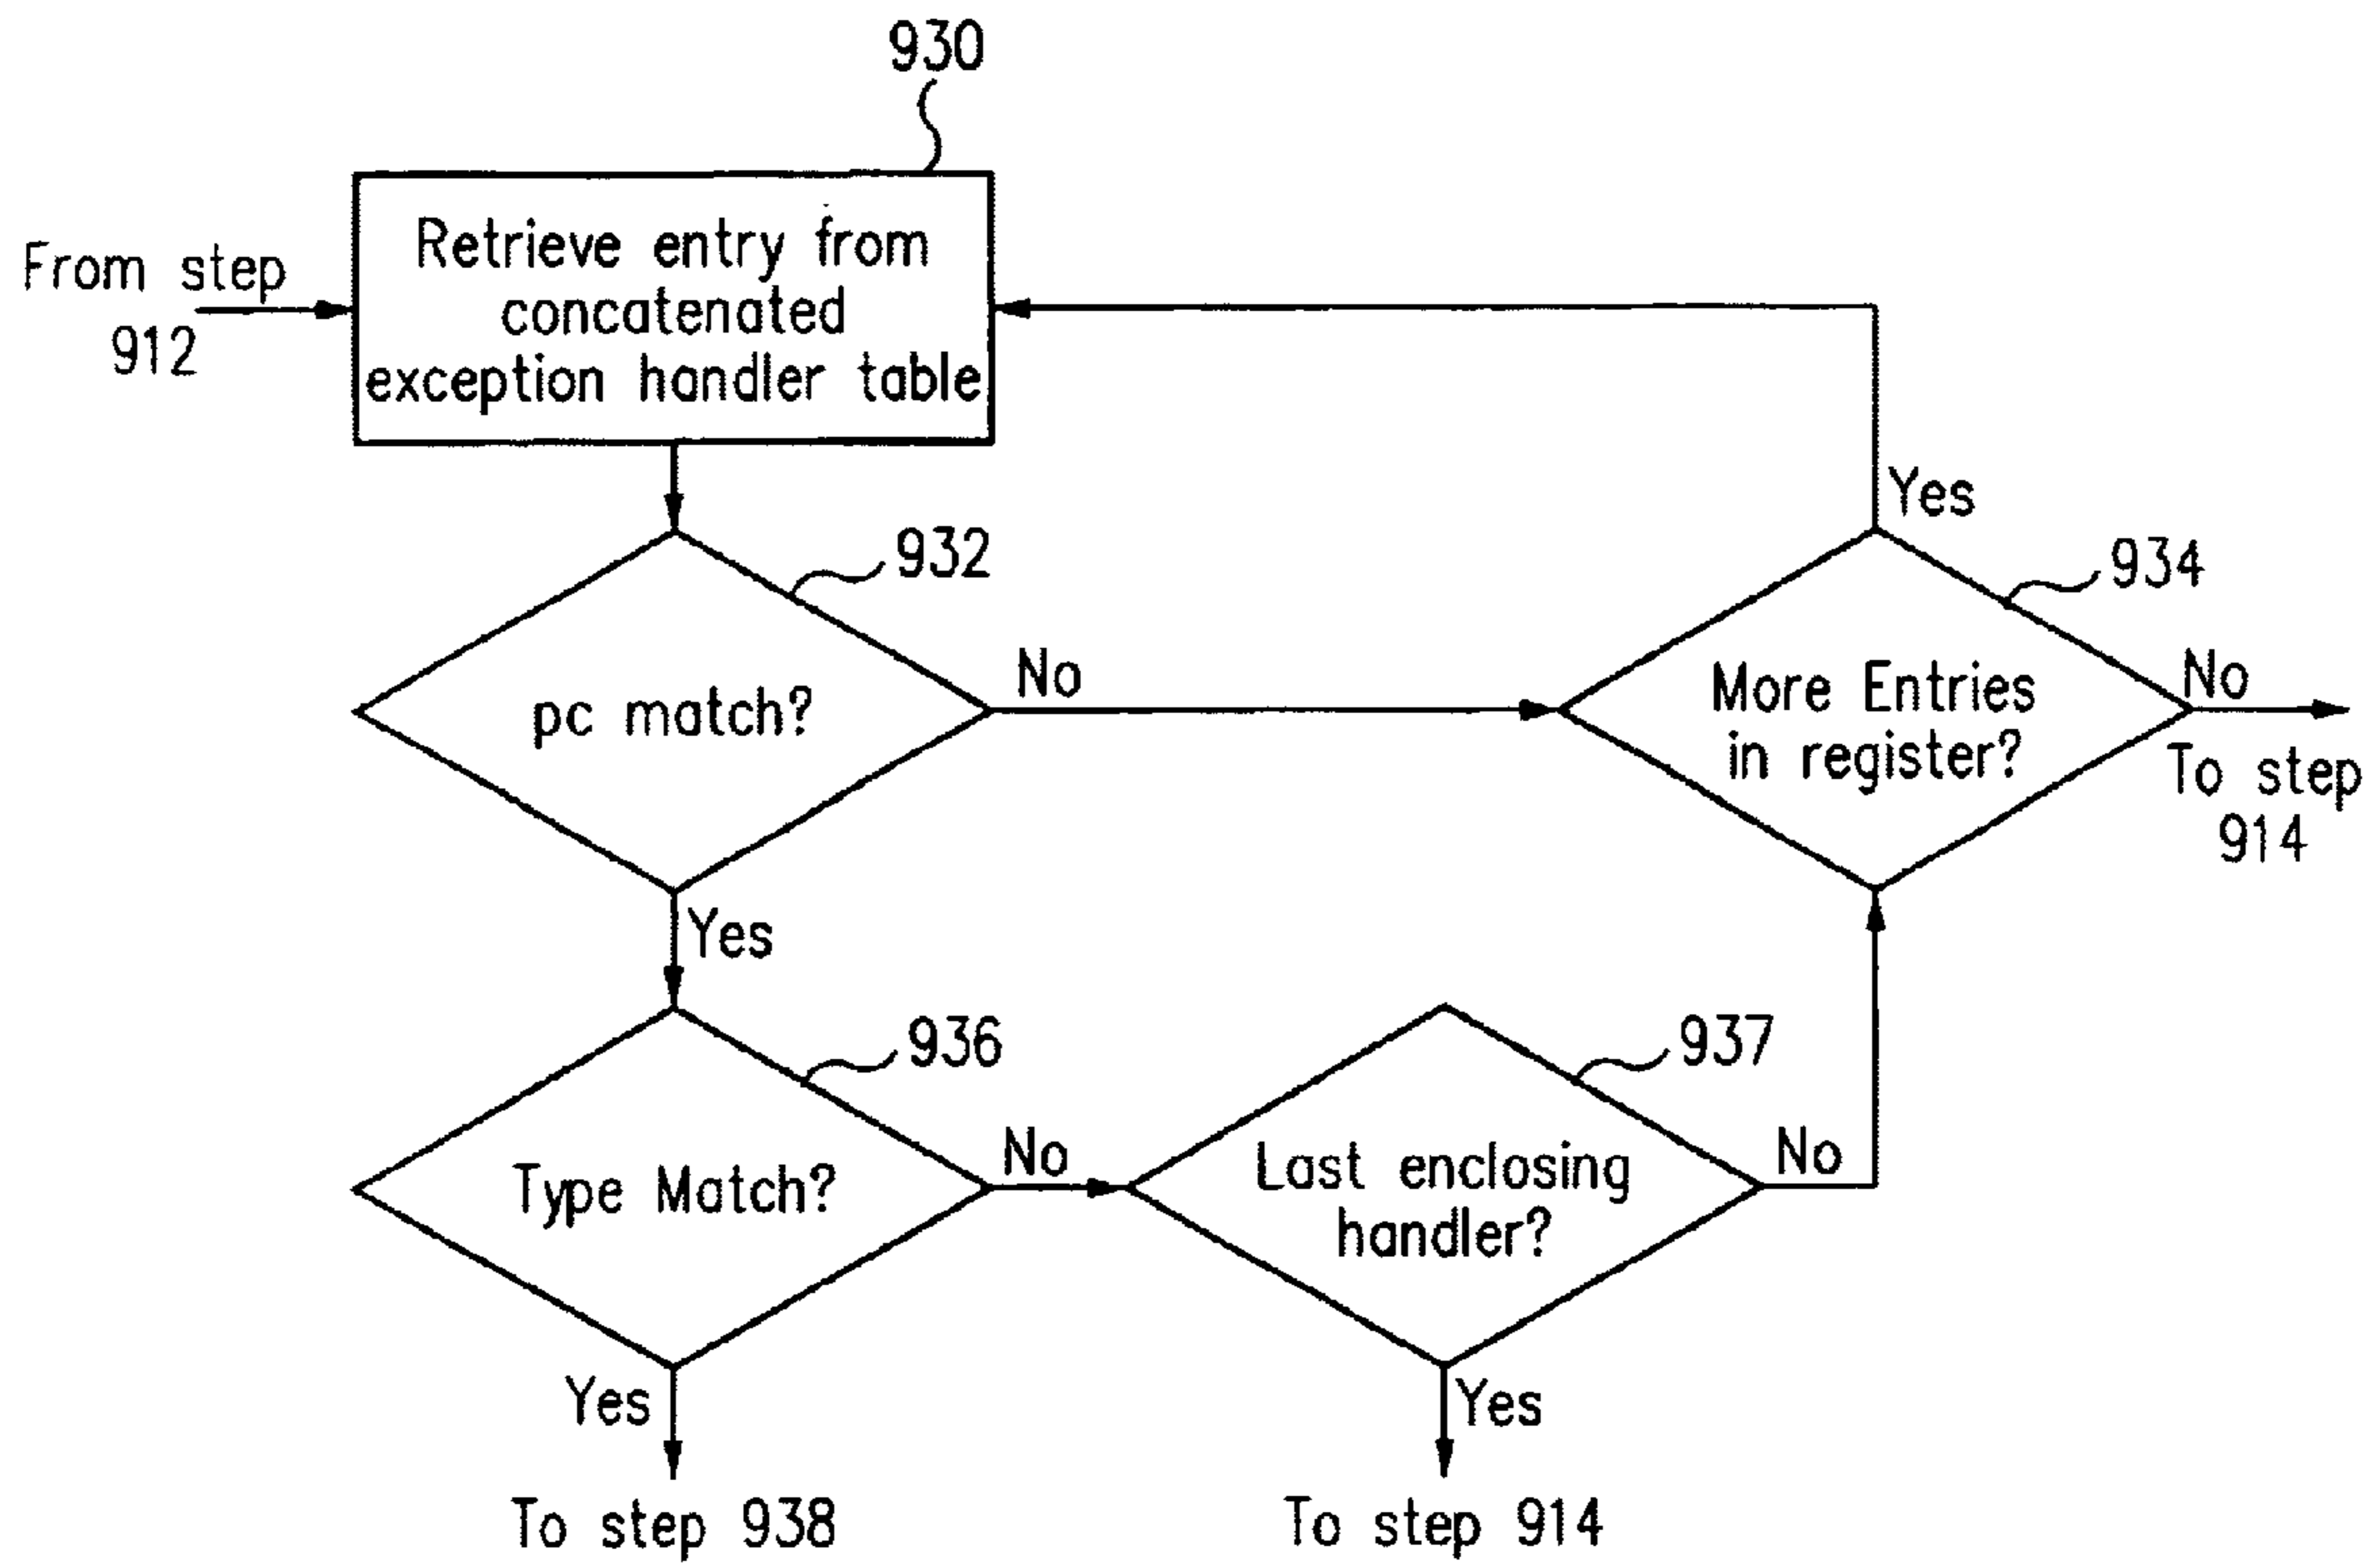 930
From step
912
Retrieve entry from
concatenated
exception handler table
Yes
932
934
No
pc match?
More Entries
in register?
No
To step
914
Yes
936
937
No
Type Match?
Last enclosing
handler?
No
Yes
Yes
To step 938
To step 914